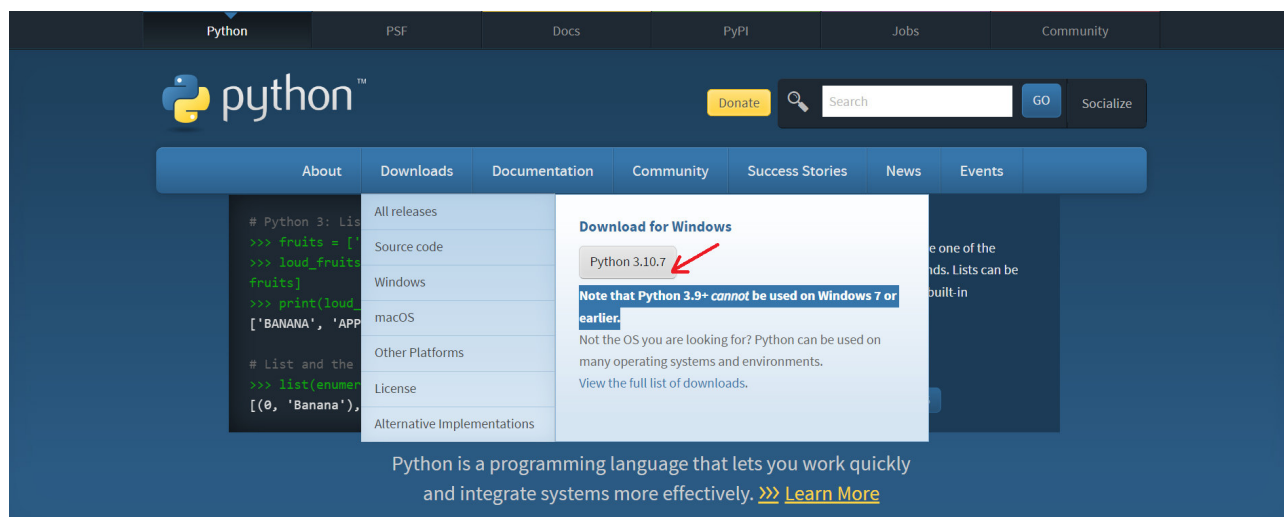 Python PSF Docs PyPI Jobs Community
python™
Donate Search GO Socialize
About Downloads Documentation Community Success Stories News Events
# Python 3: Lis
>>> fruits = ['
>>> loud_fruits
fruits]
>>> print(loud_
['BANANA', 'APP
# List and the
>>> list(enumer
[(0, 'Banana'),
All releases
Source code
Windows
macOS
Other Platforms
License
Alternative Implementations
Download for Windows
Python 3.10.7
Note that Python 3.9+ cannot be used on Windows 7 or
earlier.
Not the OS you are looking for? Python can be used on
many operating systems and environments.
View the full list of downloads.
e one of the
nds. Lists can be
built-in
Python is a programming language that lets you work quickly
and integrate systems more effectively. >>> Learn More